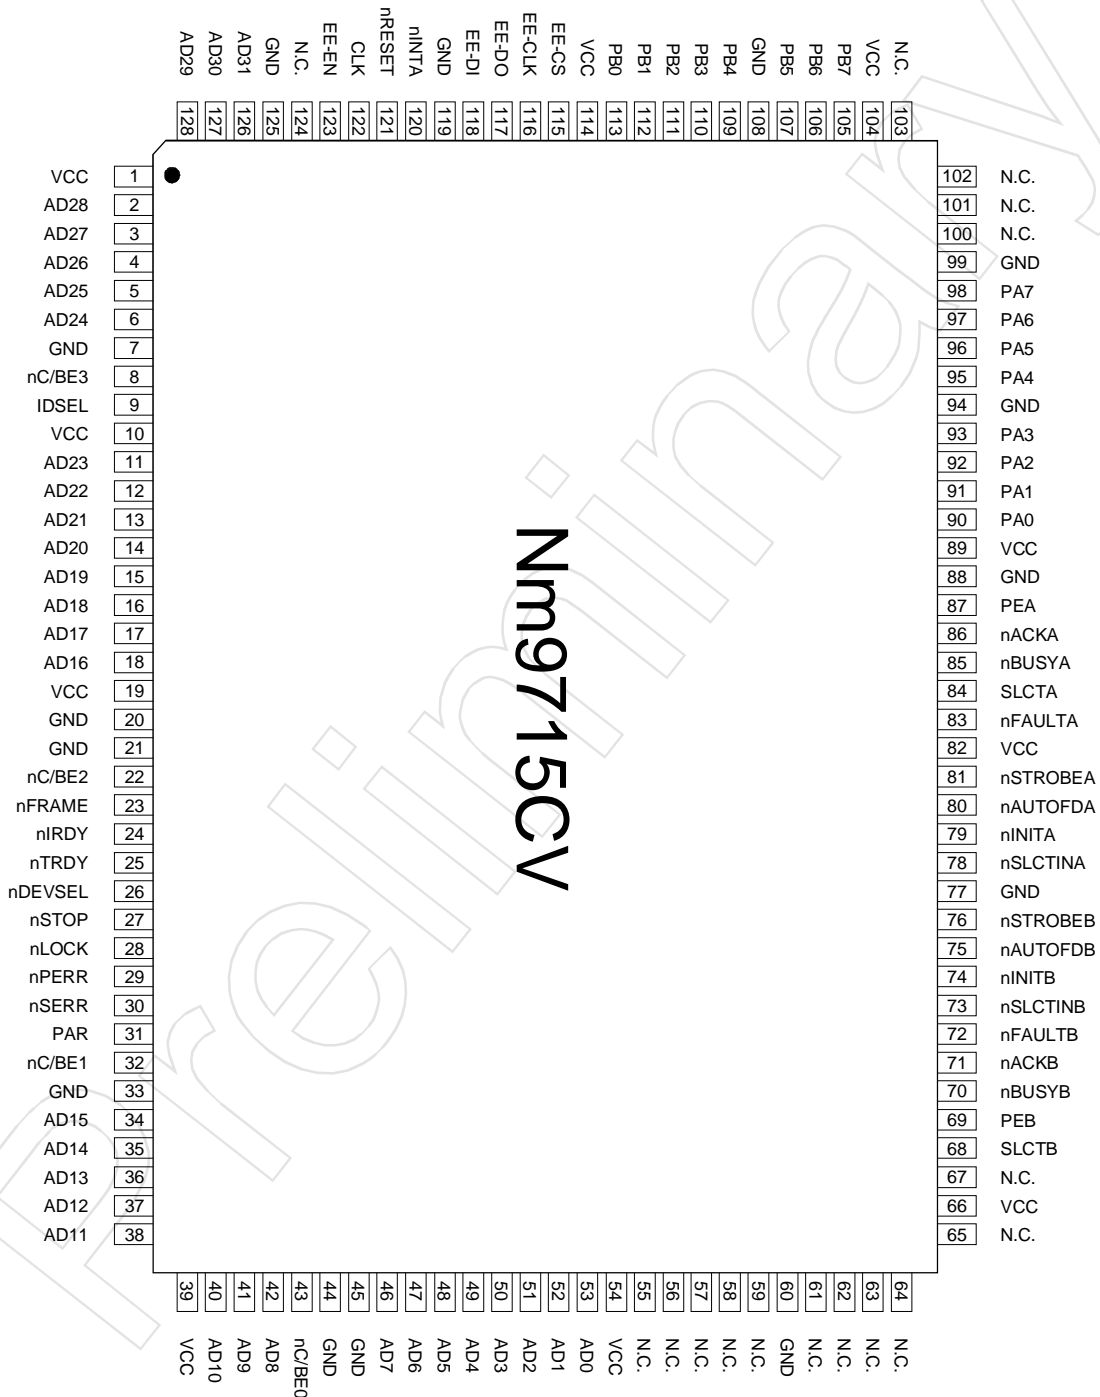 AD29 AD30 AD31 GND N.C. EE-EN CLK nRESET nINTA GND EE-DI EE-DO EE-CLK EE-CS VCC PB0 PB1 PB2 PB3 PB4 GND PB5 PB6 PB7 VCC N.C.
128 127 126 125 124 123 122 121 120 119 118 117 116 115 114 113 112 111 110 109 108 107 106 105 104 103
VCC 1 102 N.C.
AD28 2 101 N.C.
AD27 3 100 N.C.
AD26 4 99 GND
AD25 5 98 PA7
AD24 6 97 PA6
GND 7 96 PA5
nC/BE3 8 95 PA4
IDSEL 9 94 GND
VCC 10 93 PA3
AD23 11 92 PA2
AD22 12 91 PA1
AD21 13 90 PA0
AD20 14 89 VCC
AD19 15 88 GND
AD18 16 87 PEA
AD17 17 86 nACKA
AD16 18 85 nBUSYA
VCC 19 84 SLCTA
GND 20 83 nFAULTA
GND 21 82 VCC
nC/BE2 22 81 nSTROBEA
nFRAME 23 80 nAUTOFDA
nIRDY 24 79 nINITA
nTRDY 25 78 nSLCTINA
nDEVSEL 26 77 GND
nSTOP 27 76 nSTROBEB
nLOCK 28 75 nAUTOFDB
nPERR 29 74 nINITB
nSERR 30 73 nSLCTINB
PAR 31 72 nFAULTB
nC/BE1 32 71 nACKB
GND 33 70 nBUSYB
AD15 34 69 PEB
AD14 35 68 SLCTB
AD13 36 67 N.C.
AD12 37 66 VCC
AD11 38 65 N.C.
Nm9715CV
39 40 41 42 43 44 45 46 47 48 49 50 51 52 53 54 55 56 57 58 59 60 61 62 63 64
VCC AD10 AD9 AD8 nC/BE0 GND GND AD7 AD6 AD5 AD4 AD3 AD2 AD1 AD0 VCC N.C. N.C. N.C. N.C. N.C. GND N.C. N.C. N.C. N.C.
Preliminary